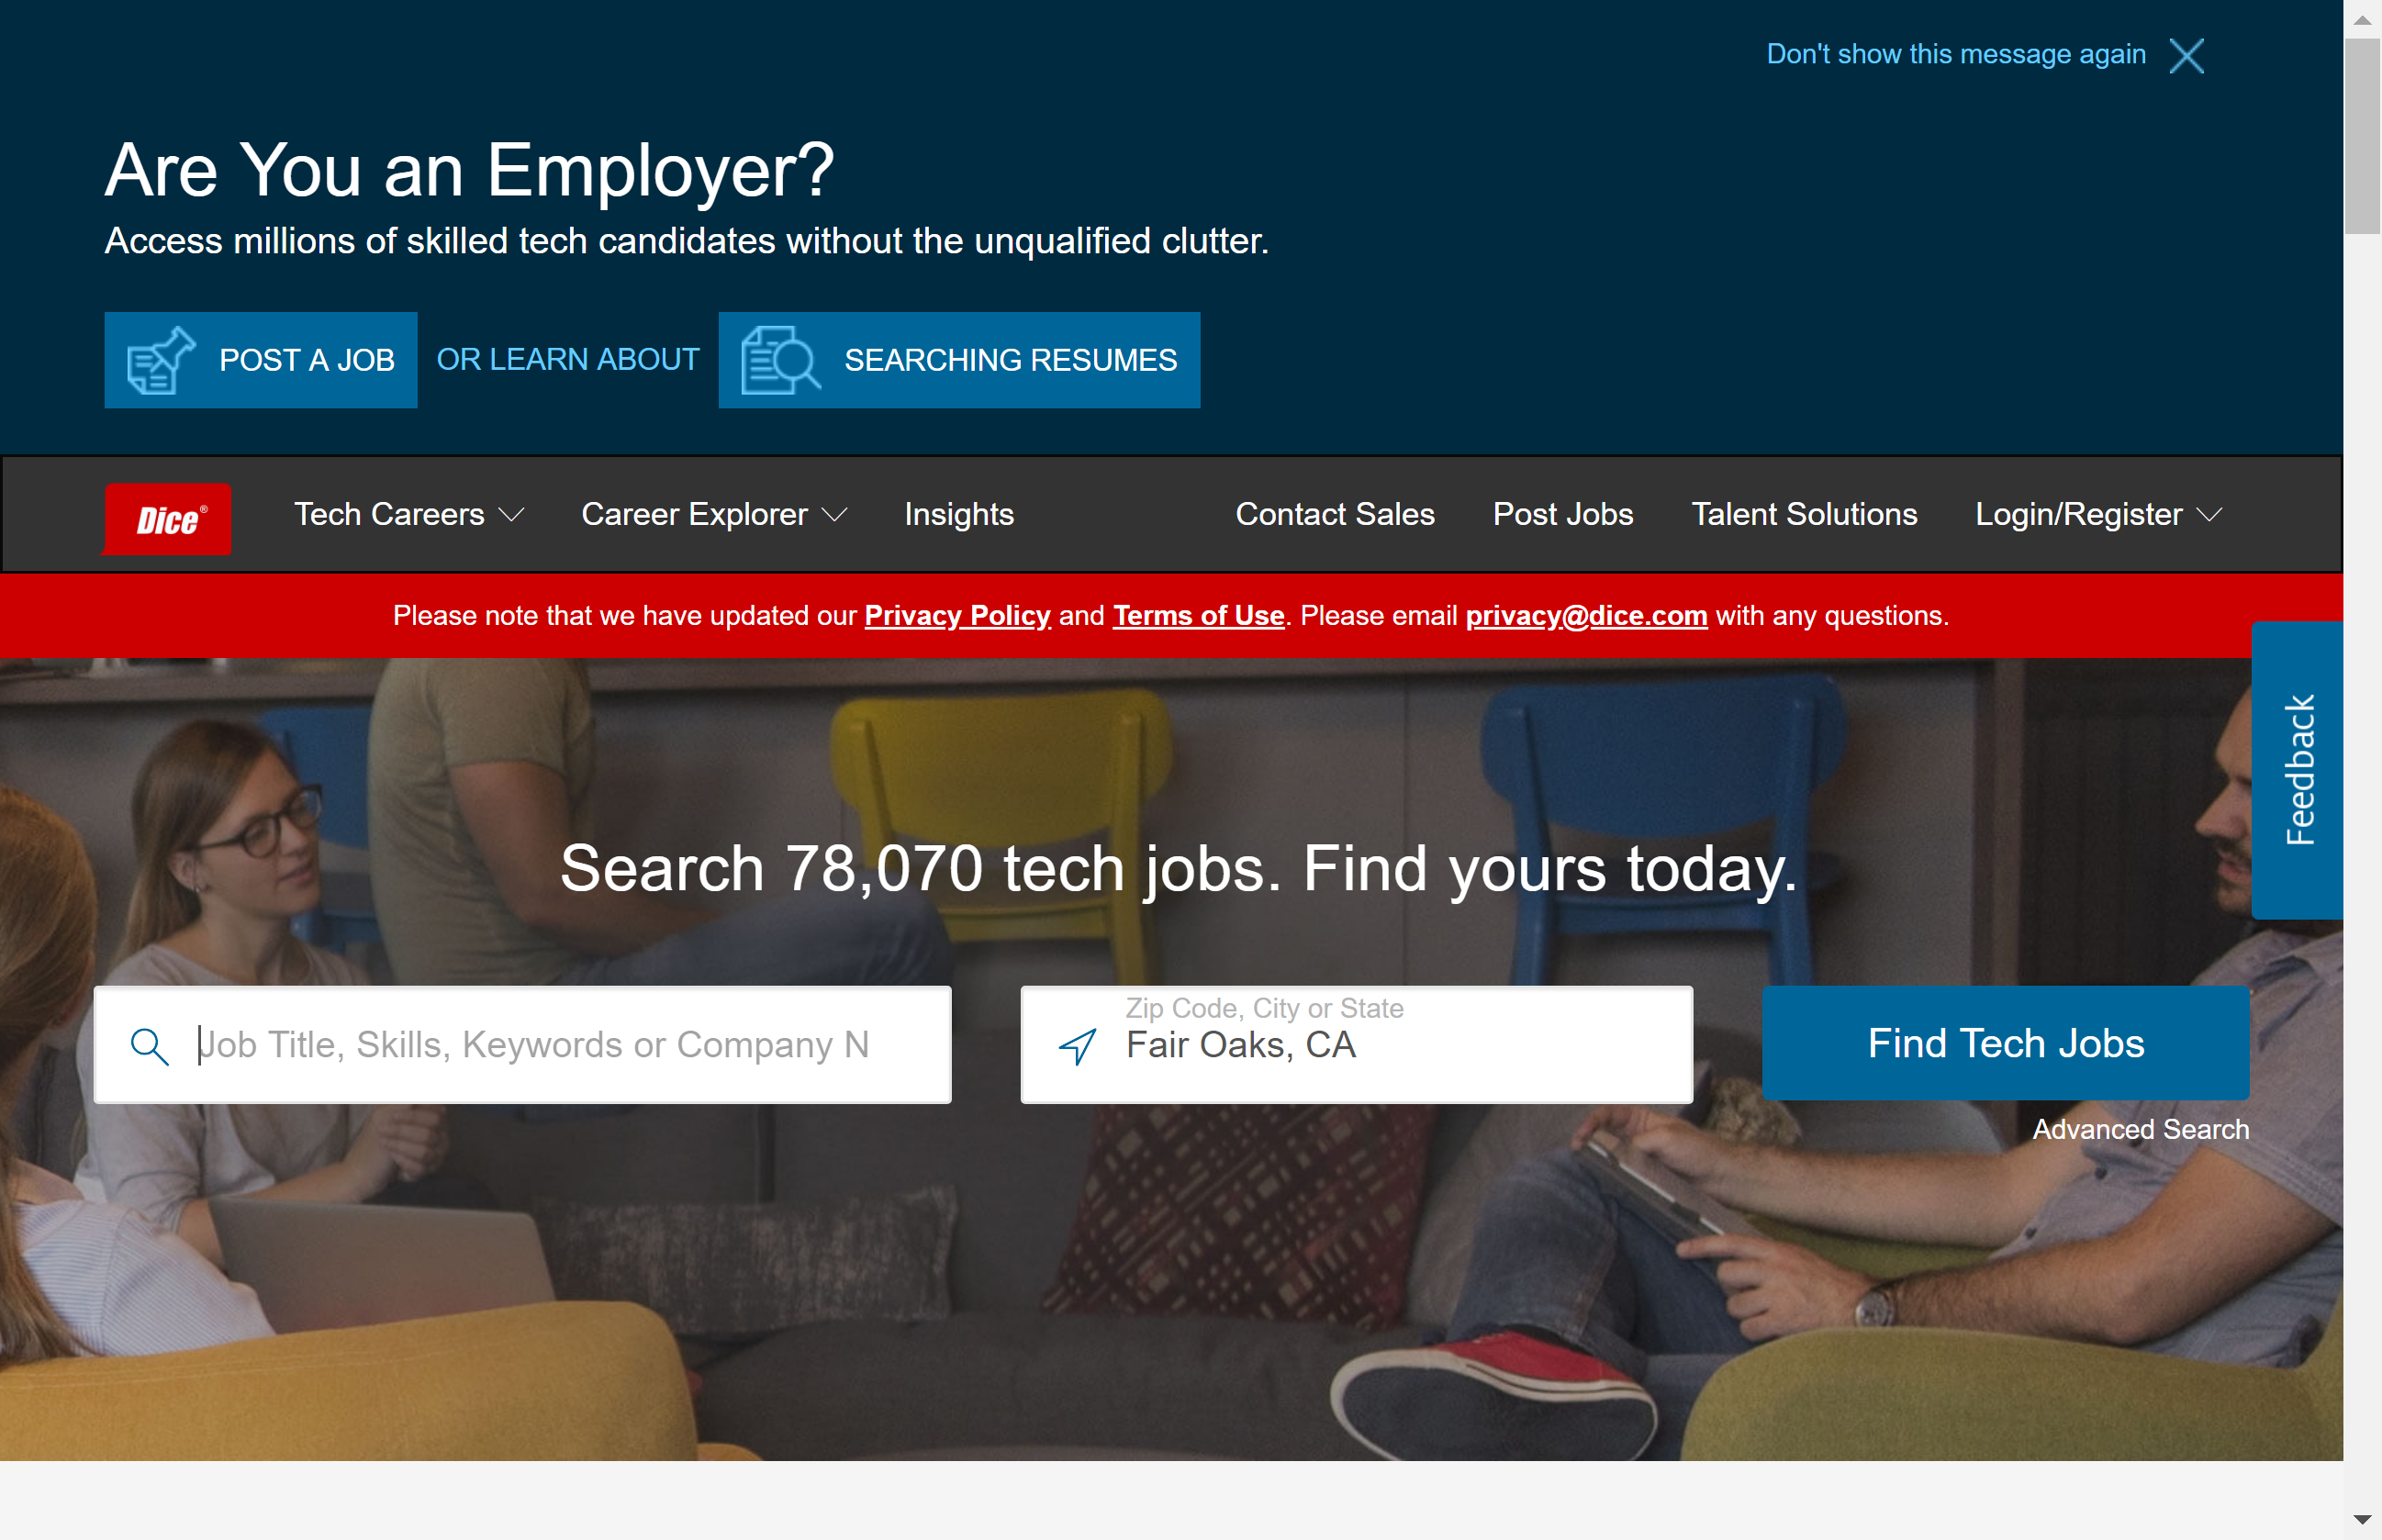 Don't show this message again
Are You an Employer?
Access millions of skilled tech candidates without the unqualified clutter.
POST A JOB OR LEARN ABOUT SEARCHING RESUMES
Dice® Tech Careers Career Explorer Insights Contact Sales Post Jobs Talent Solutions Login/Register
Please note that we have updated our Privacy Policy and Terms of Use. Please email privacy@dice.com with any questions.
Feedback
Search 78,070 tech jobs. Find yours today.
Zip Code, City or State
Job Title, Skills, Keywords or Company N Fair Oaks, CA Find Tech Jobs
Advanced Search